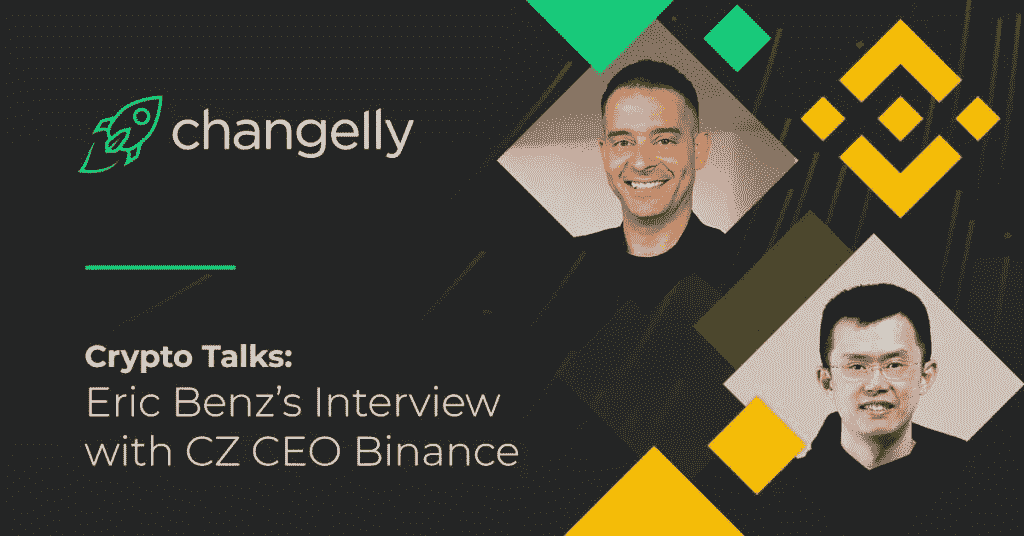 changelly
Crypto Talks:
Eric Benz's Interview
with CZ CEO Binance